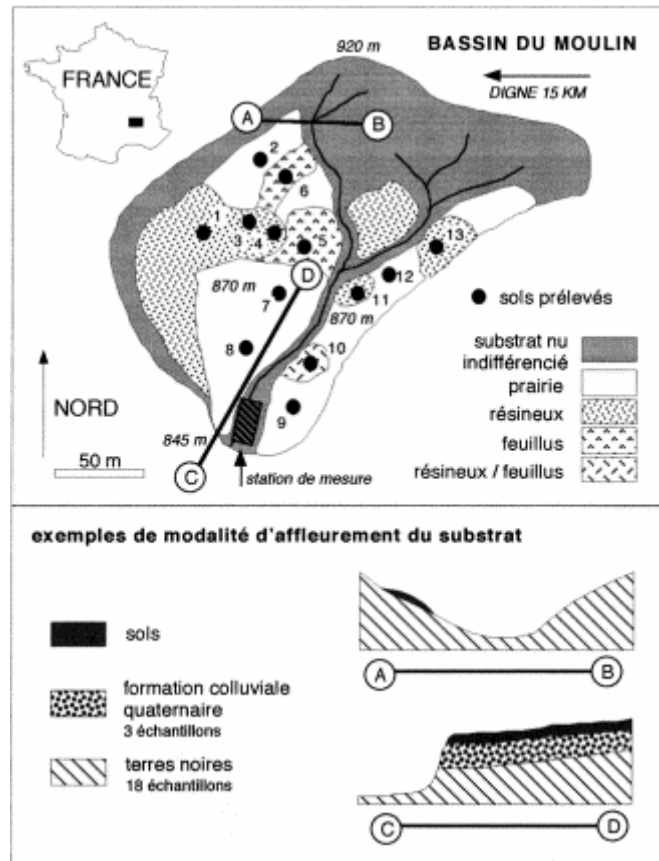 BASSIN DU MOULIN
920 m
FRANCE
DIGNE 15 KM
A
B
2
6
1
3
4
5
13
D
870 m
7
12
11
870 m
sols prélevés
8
10
substrat nu
indifférencié
prairie
NORD
9
résineux
845 m
feuillus
C
50 m
station de mesure
résineux / feuillus
exemples de modalité d'affleurement du substrat
sols
A
B
formation colluviale
quaternaire
3 échantillons
terres noires
18 échantillons
C
D